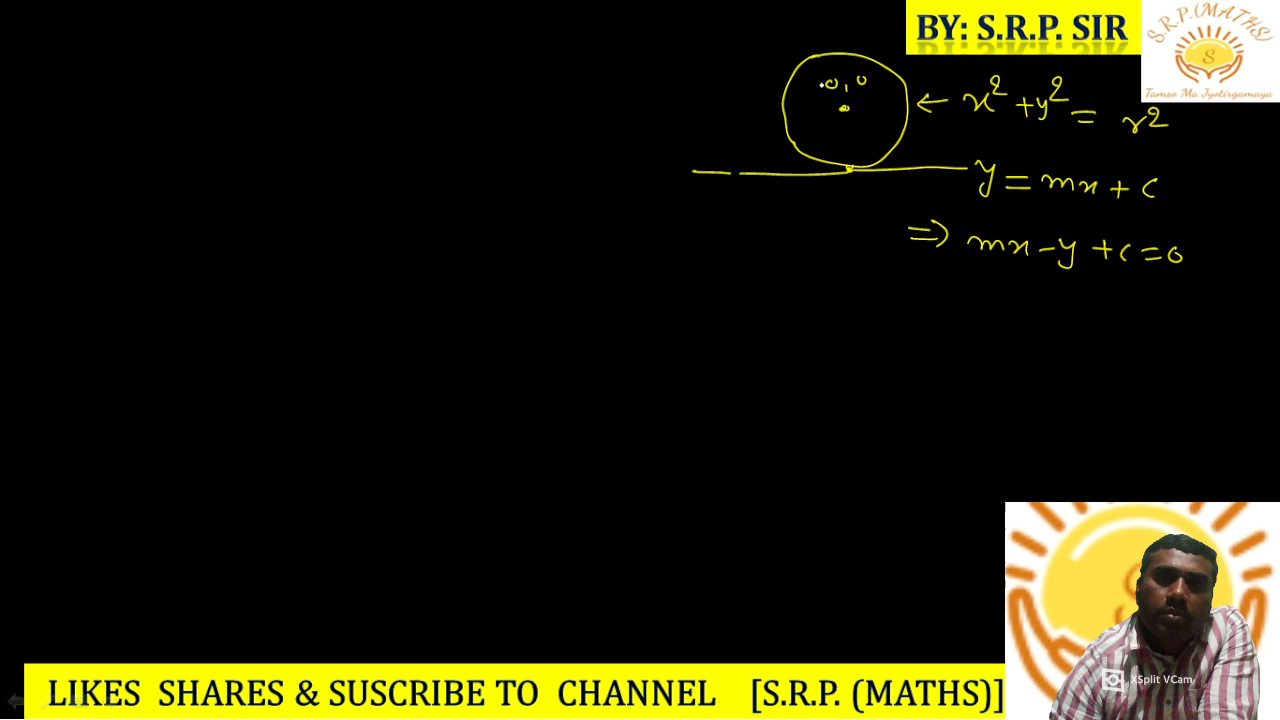 BY: S.R.P. SIR
S.R.P.(MATHS)
S
Tamso Ma Jyotirgamaya
0,0
← x² + y² = r²
y = mx + c
⇒ mx - y + c = 0
XSplit VCam
LIKES SHARES & SUSCRIBE TO CHANNEL [S.R.P. (MATHS)]